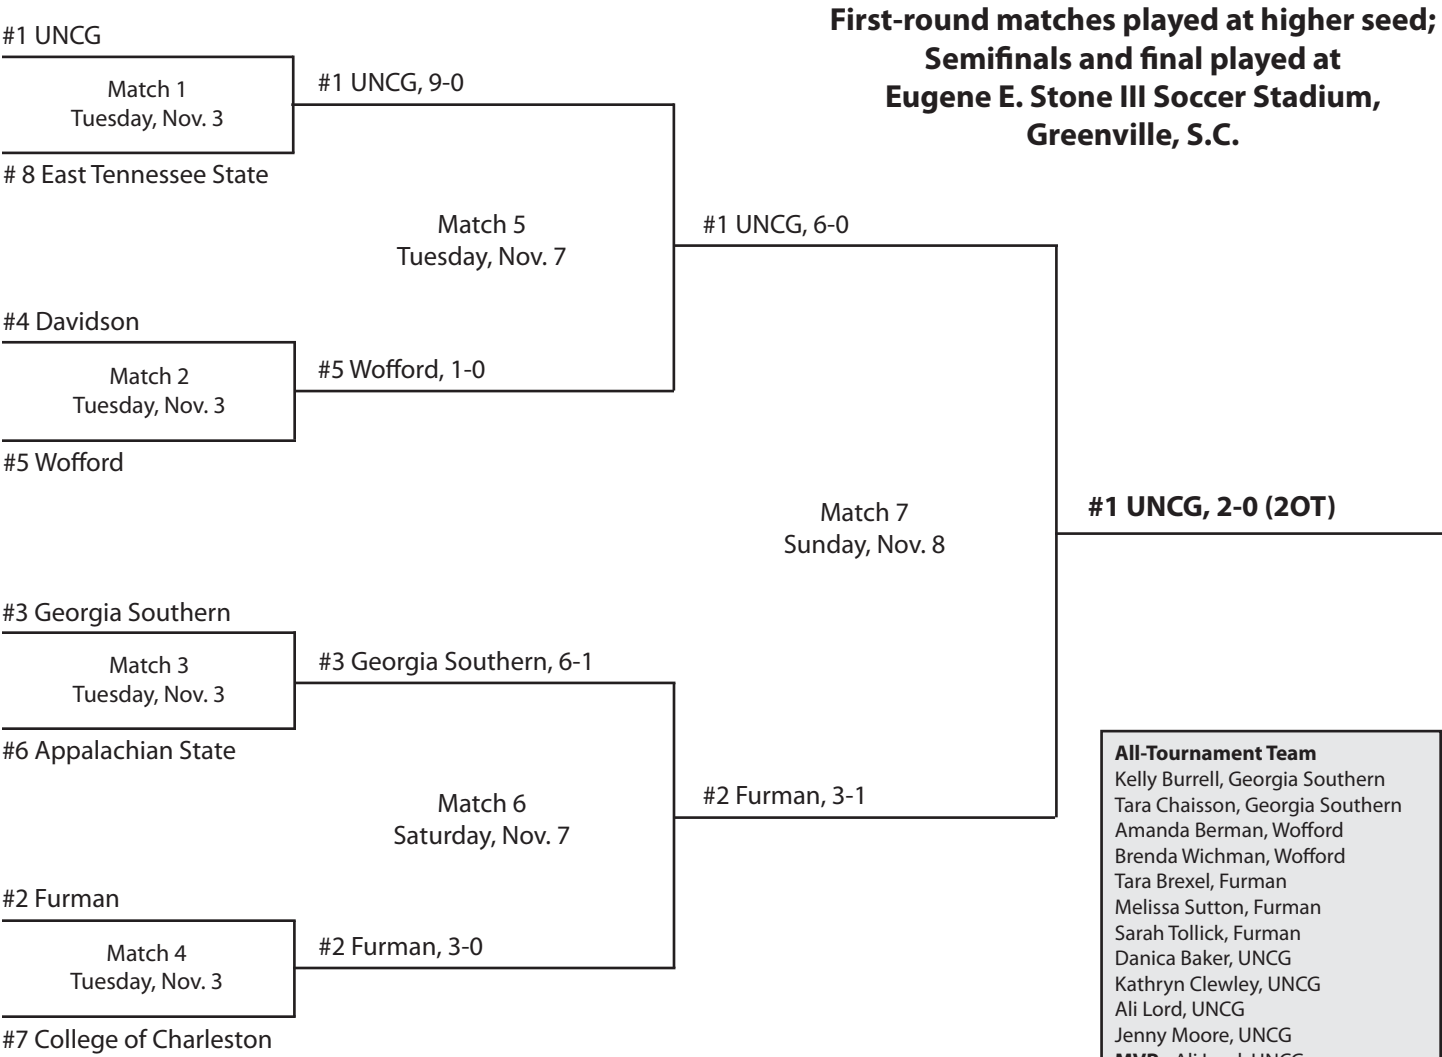 First-round matches played at higher seed;
Semifinals and final played at
Eugene E. Stone III Soccer Stadium,
Greenville, S.C.
#1 UNCG
Match 1
Tuesday, Nov. 3
# 8 East Tennessee State
#1 UNCG, 9-0
Match 5
Tuesday, Nov. 7
#4 Davidson
Match 2
Tuesday, Nov. 3
#5 Wofford
#5 Wofford, 1-0
#1 UNCG, 6-0
Match 7
Sunday, Nov. 8
#1 UNCG, 2-0 (2OT)
#3 Georgia Southern
Match 3
Tuesday, Nov. 3
#6 Appalachian State
#3 Georgia Southern, 6-1
Match 6
Saturday, Nov. 7
#2 Furman, 3-1
#2 Furman
Match 4
Tuesday, Nov. 3
#7 College of Charleston
#2 Furman, 3-0
All-Tournament Team
Kelly Burrell, Georgia Southern
Tara Chaisson, Georgia Southern
Amanda Berman, Wofford
Brenda Wichman, Wofford
Tara Brexel, Furman
Melissa Sutton, Furman
Sarah Tollick, Furman
Danica Baker, UNCG
Kathryn Clewley, UNCG
Ali Lord, UNCG
Jenny Moore, UNCG